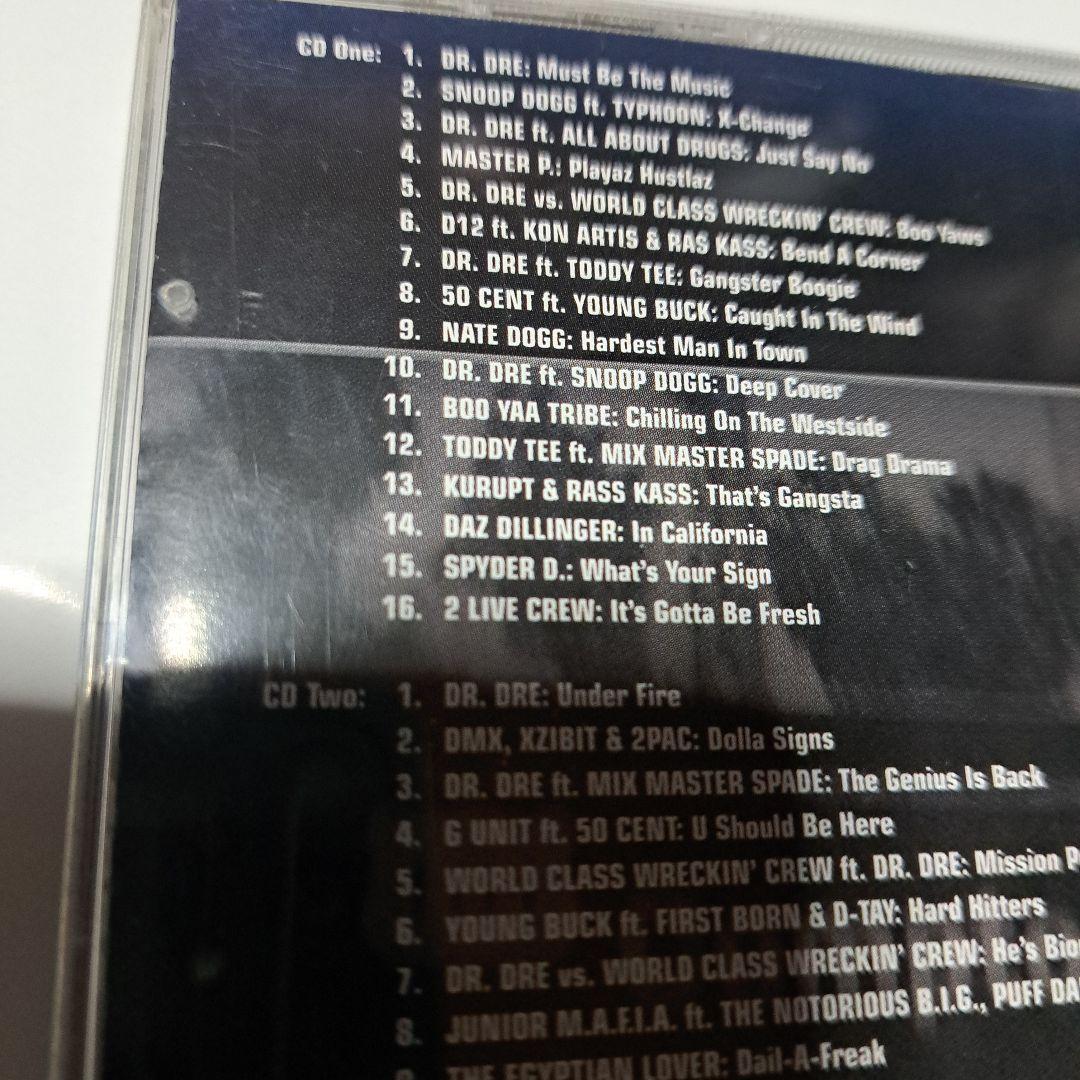 CD One: 1. DR. DRE: Must Be The Music
2. SNOOP DOGG ft. TYPHOON: X-Change
3. DR. DRE ft. ALL ABOUT DRUGS: Just Say No
4. MASTER P.: Playaz Hustlaz
5. DR. DRE vs. WORLD CLASS WRECKIN' CREW: Boo Yaws
6. D12 ft. KON ARTIS & RAS KASS: Bend A Corner
7. DR. DRE ft. TODDY TEE: Gangster Boogie
8. 50 CENT ft. YOUNG BUCK: Caught In The Wind
9. NATE DOGG: Hardest Man In Town
10. DR. DRE ft. SNOOP DOGG: Deep Cover
11. BOO YAA TRIBE: Chilling On The Westside
12. TODDY TEE ft. MIX MASTER SPADE: Drag Drama
13. KURUPT & RASS KASS: That's Gangsta
14. DAZ DILLINGER: In California
15. SPYDER D.: What's Your Sign
16. 2 LIVE CREW: It's Gotta Be Fresh
CD Two: 1. DR. DRE: Under Fire
2. DMX, XZIBIT & 2PAC: Dolla Signs
3. DR. DRE ft. MIX MASTER SPADE: The Genius Is Back
4. G UNIT ft. 50 CENT: U Should Be Here
5. WORLD CLASS WRECKIN' CREW ft. DR. DRE: Mission P
6. YOUNG BUCK ft. FIRST BORN & D-TAY: Hard Hitters
7. DR. DRE vs. WORLD CLASS WRECKIN' CREW: He's Bio
8. JUNIOR M.A.F.I.A. ft. THE NOTORIOUS B.I.G., PUFF DA
9. THE EGYPTIAN LOVER: Dail-A-Freak